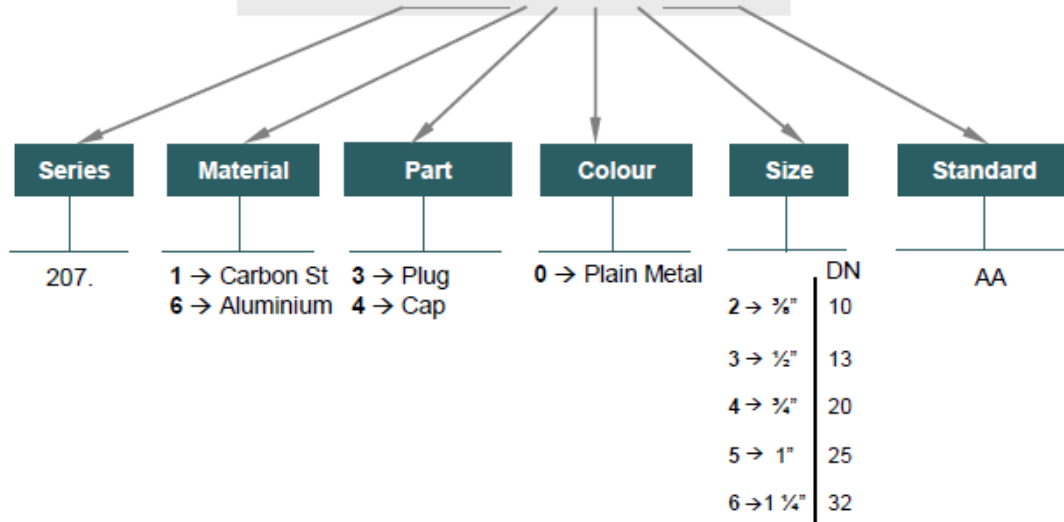 Series Material Part Colour Size Standard
207. 1 → Carbon St 3 → Plug 0 → Plain Metal DN AA
6 → Aluminium 4 → Cap
2 → ⅜” 10
3 → ½” 13
4 → ¾” 20
5 → 1” 25
6 →1 ¼” 32